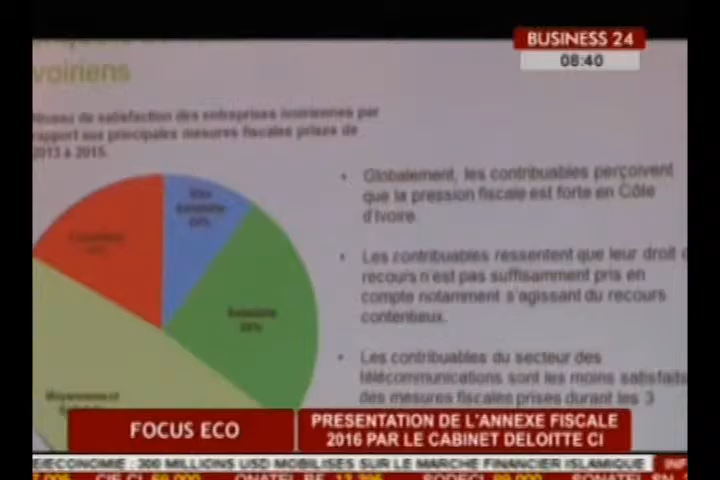 BUSINESS 24
08:40
voiriens
Niveau de satisfaction des entreprises ivoiriennes par
rapport aux principales mesures fiscales prises de
2013 à 2015.
Globalement, les contribuables perçoivent
que la pression fiscale est forte en Côte
d'Ivoire.
Les contribuables ressentent que leur droit d
recours n'est pas suffisamment pris en
compte notamment s'agissant du recours
contentieux.
Les contribuables du secteur des
télécommunications sont les moins satisfaits
des mesures fiscales prises durant les 3
Moyennement
FOCUS ECO
PRESENTATION DE L'ANNEXE FISCALE
2016 PAR LE CABINET DELOITTE CI
E/ECONOMIE : 300 MILLIONS USD MOBILISES SUR LE MARCHE FINANCIER ISLAMIQUE INF